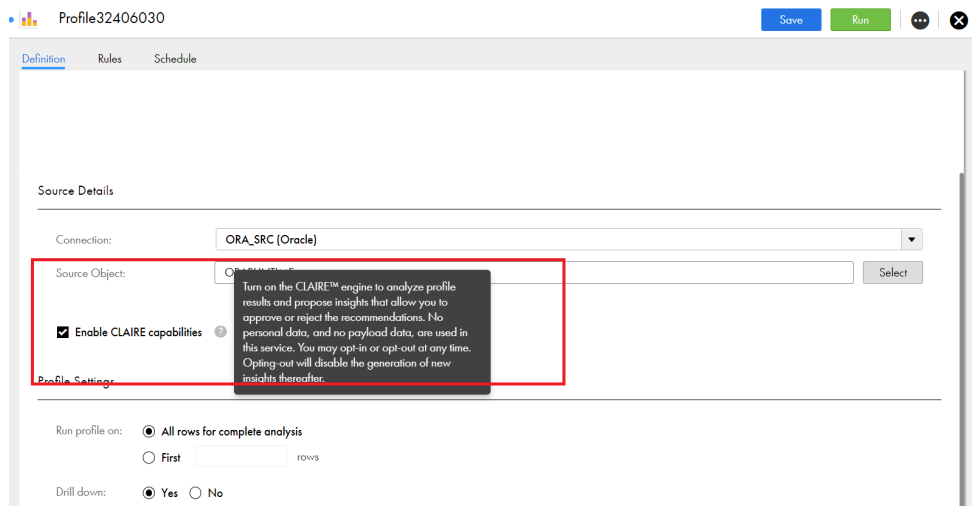 Profile32406030
Save
Run
Definition
Rules
Schedule
Source Details
Connection:
ORA_SRC (Oracle)
Source Object:
Select
Turn on the CLAIRE™ engine to analyze profile
results and propose insights that allow you to
approve or reject the recommendations. No
personal data, and no payload data, are used in
this service. You may opt-in or opt-out at any time.
Opting-out will disable the generation of new
insights thereafter.
Enable CLAIRE capabilities ?
Profile Settings
Run profile on:
All rows for complete analysis
First
rows
Drill down:
Yes
No